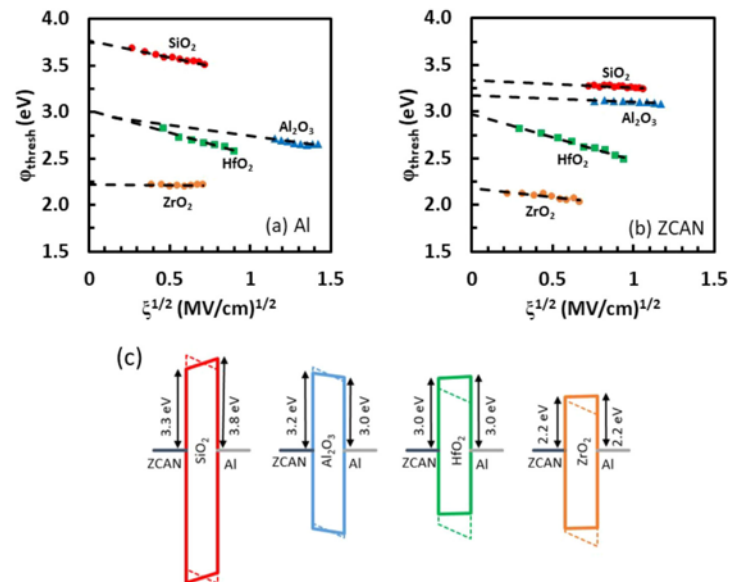 4.0
3.5
3.0
2.5
2.0
1.5
φthresh (eV)
SiO2
Al2O3
HfO2
ZrO2
(a) Al
0
0.5
1
1.5
ξ1/2 (MV/cm)1/2
4.0
3.5
3.0
2.5
2.0
1.5
φthresh (eV)
SiO2
Al2O3
HfO2
ZrO2
(b) ZCAN
0
0.5
1
1.5
ξ1/2 (MV/cm)1/2
(c)
3.3 eV
SiO2
3.8 eV
ZCAN
Al
3.2 eV
Al2O3
3.0 eV
ZCAN
Al
3.0 eV
HfO2
3.0 eV
ZCAN
Al
2.2 eV
ZrO2
2.2 eV
ZCAN
Al